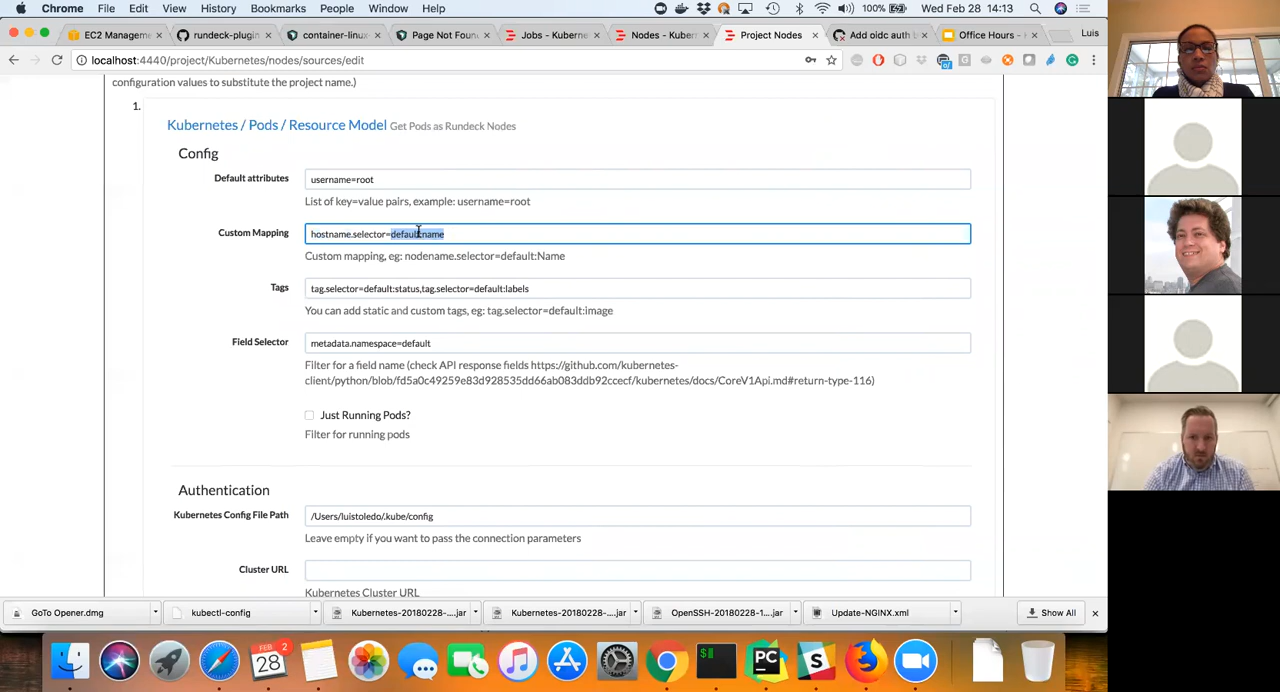 Chrome File Edit View History Bookmarks People Window Help 100% Wed Feb 28 14:13
EC2 Manageme rundeck-plugin container-linux Page Not Foun Jobs - Kuberne Nodes - Kubern Project Nodes Add oidc auth b Office Hours - K Luis
localhost:4440/project/Kubernetes/nodes/sources/edit
configuration values to substitute the project name.)
1.
Kubernetes / Pods / Resource Model Get Pods as Rundeck Nodes
Config
Default attributes username=root
List of key=value pairs, example: username=root
Custom Mapping hostname.selector=default:name
Custom mapping, eg: nodename.selector=default:Name
Tags tag.selector=default:status,tag.selector=default:labels
You can add static and custom tags, eg: tag.selector=default:image
Field Selector metadata.namespace=default
Filter for a field name (check API response fields https://github.com/kubernetes-
client/python/blob/fd5a0c49259e83d928535dd66ab083ddb92ccecf/kubernetes/docs/CoreV1Api.md#return-type-116)
Just Running Pods?
Filter for running pods
Authentication
Kubernetes Config File Path /Users/luistoledo/.kube/config
Leave empty if you want to pass the connection parameters
Cluster URL
Kubernetes Cluster URL
GoTo Opener.dmg kubectl-config Kubernetes-20180228-....jar Kubernetes-20180228-....jar OpenSSH-20180228-1....jar Update-NGINX.xml Show All
FEB 28 2 $ PC S